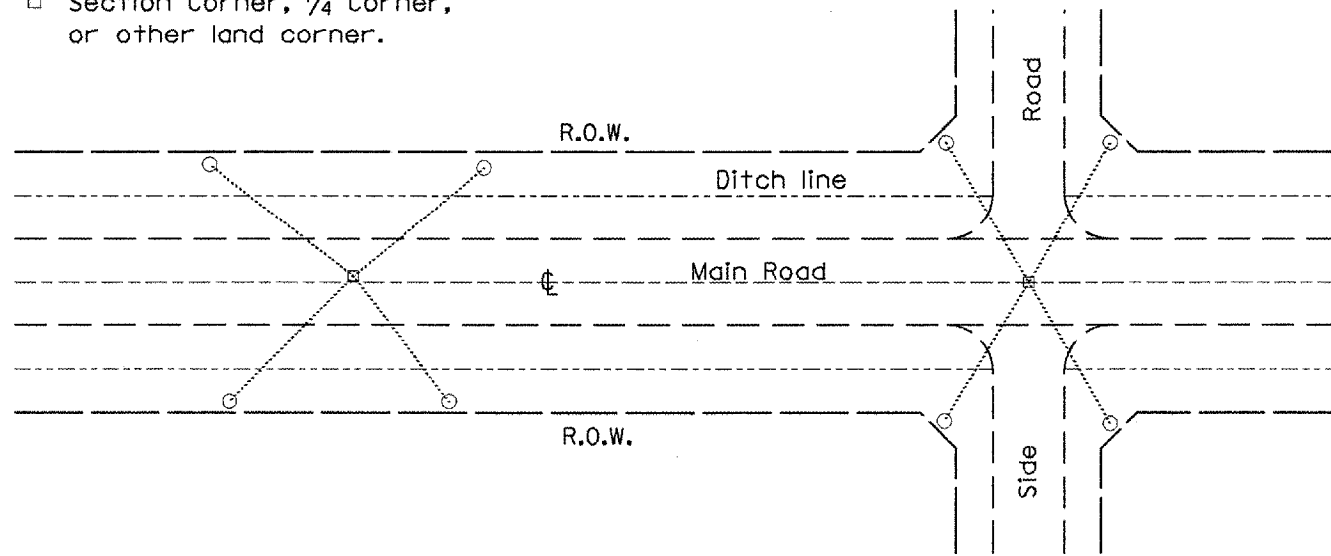 □ Section Corner, 1/4 Corner,
or other land corner.
Road
R.O.W.
Ditch line
℄
Main Road
R.O.W.
Side